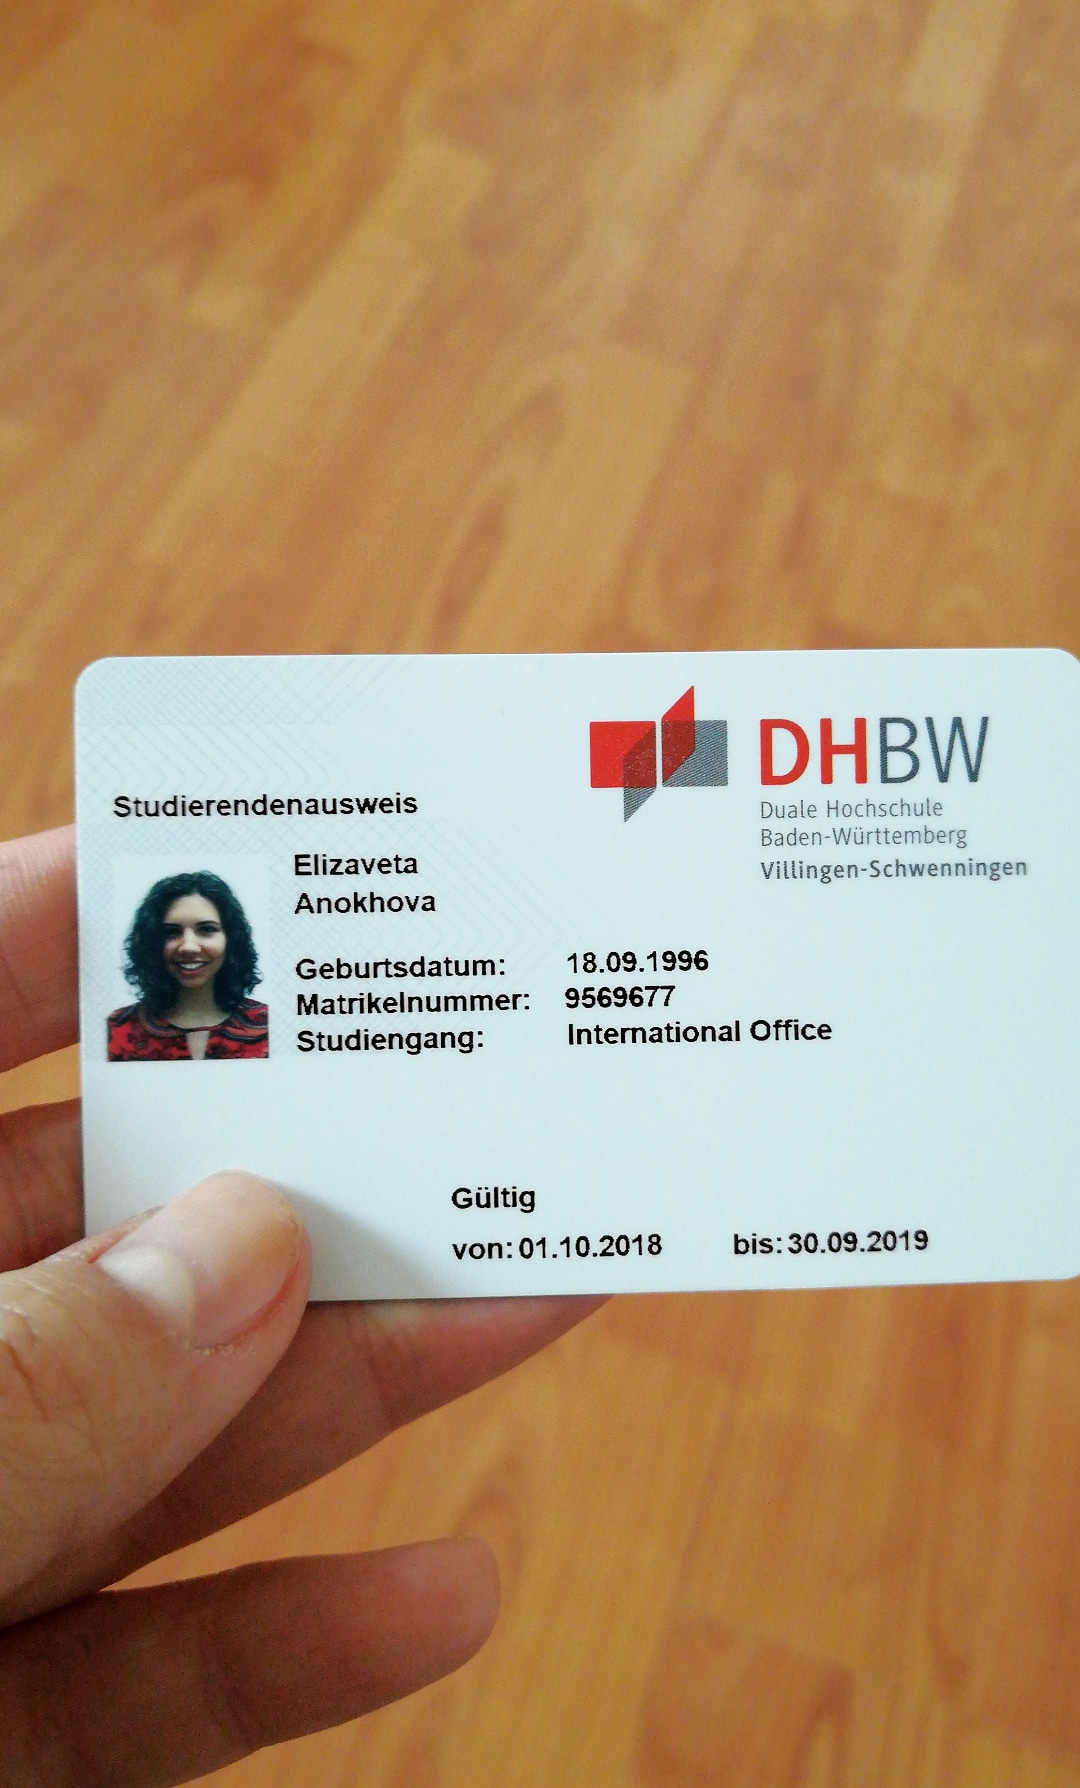 DHBW
Duale Hochschule
Baden-Württemberg
Villingen-Schwenningen
Studierendenausweis
Elizaveta
Anokhova
Geburtsdatum: 18.09.1996
Matrikelnummer: 9569677
Studiengang: International Office
Gültig
von: 01.10.2018 bis: 30.09.2019